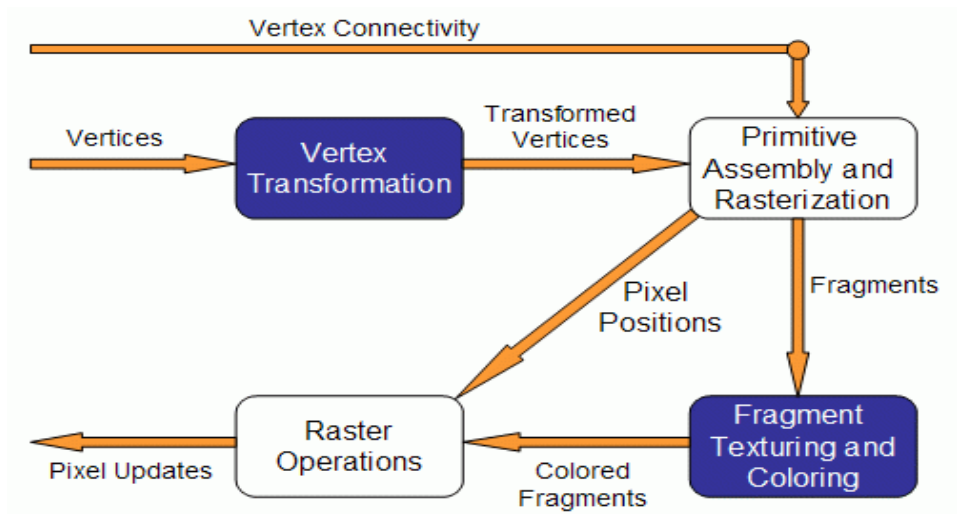 Vertex Connectivity
Vertices
Vertex
Transformation
Transformed
Vertices
Primitive
Assembly and
Rasterization
Pixel
Positions
Fragments
Fragment
Texturing and
Coloring
Colored
Fragments
Raster
Operations
Pixel Updates